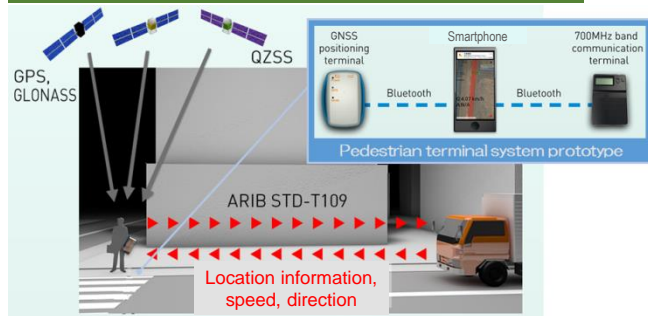 GPS,
GLONASS
QZSS
GNSS
positioning
terminal
Smartphone
700MHz band
communication
terminal
Bluetooth
Bluetooth
Pedestrian terminal system prototype
ARIB STD-T109
Location information,
speed, direction